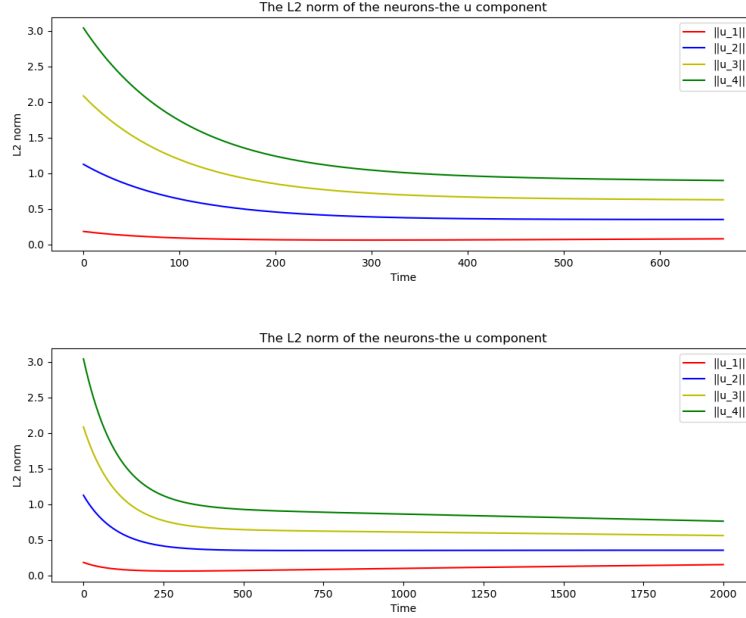 The L2 norm of the neurons-the u component
3.0
2.5
2.0
1.5
1.0
0.5
0.0
L2 norm
||u_1||
||u_2||
||u_3||
||u_4||
0 100 200 300 400 500 600
Time
The L2 norm of the neurons-the u component
3.0
2.5
2.0
1.5
1.0
0.5
0.0
L2 norm
||u_1||
||u_2||
||u_3||
||u_4||
0 250 500 750 1000 1250 1500 1750 2000
Time